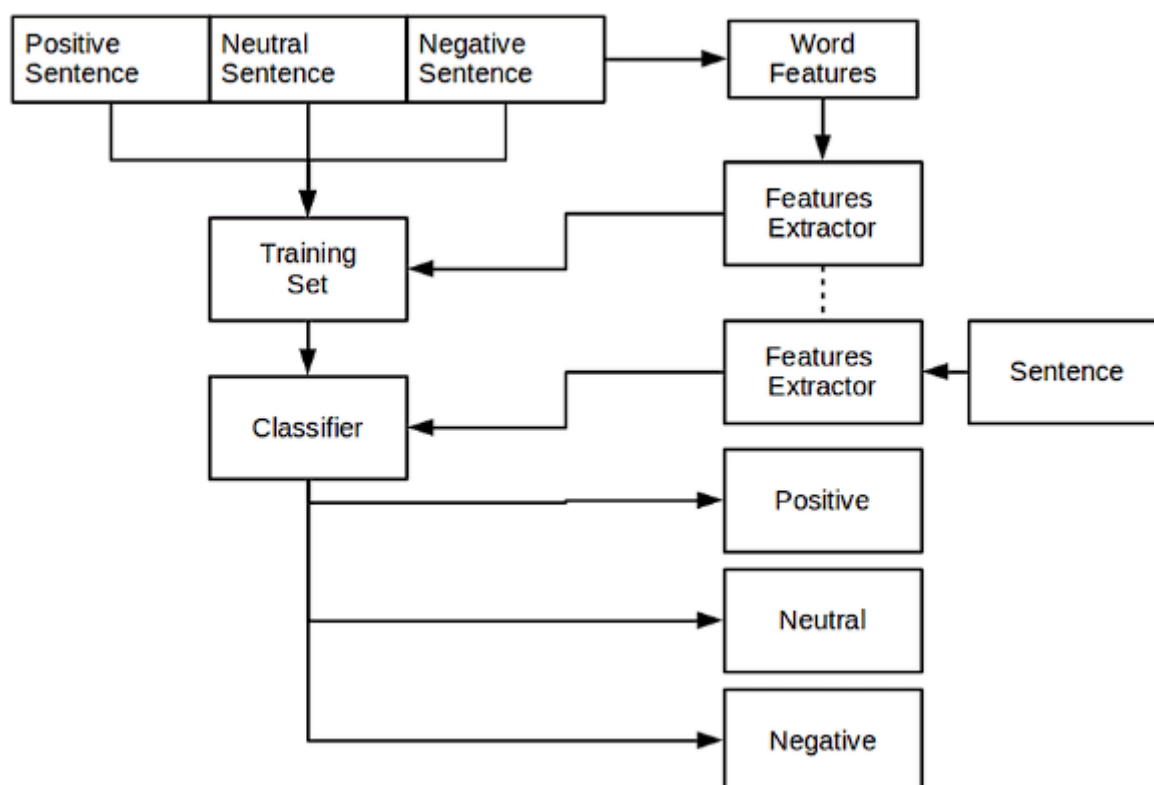 Positive
Sentence
Neutral
Sentence
Negative
Sentence
Word
Features
Features
Extractor
Training
Set
Features
Extractor
Sentence
Classifier
Positive
Neutral
Negative